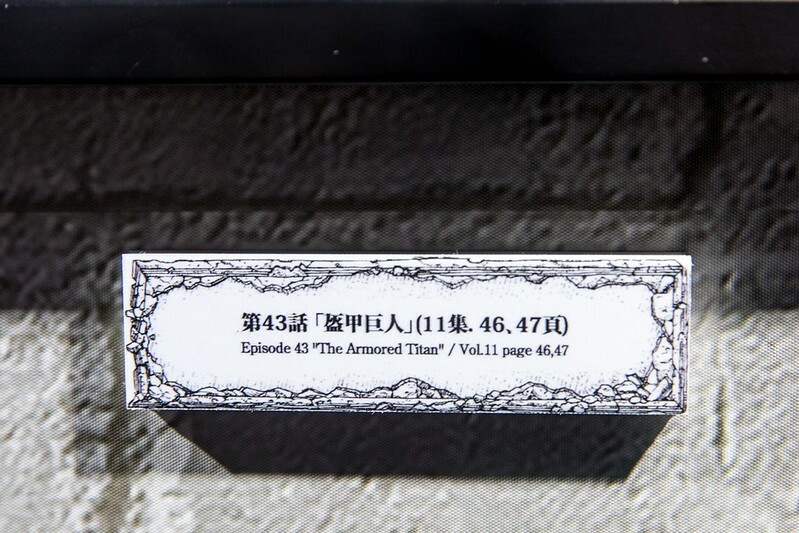 第43話「盔甲巨人」(11集. 46、47頁)
Episode 43 "The Armored Titan" / Vol.11 page 46,47